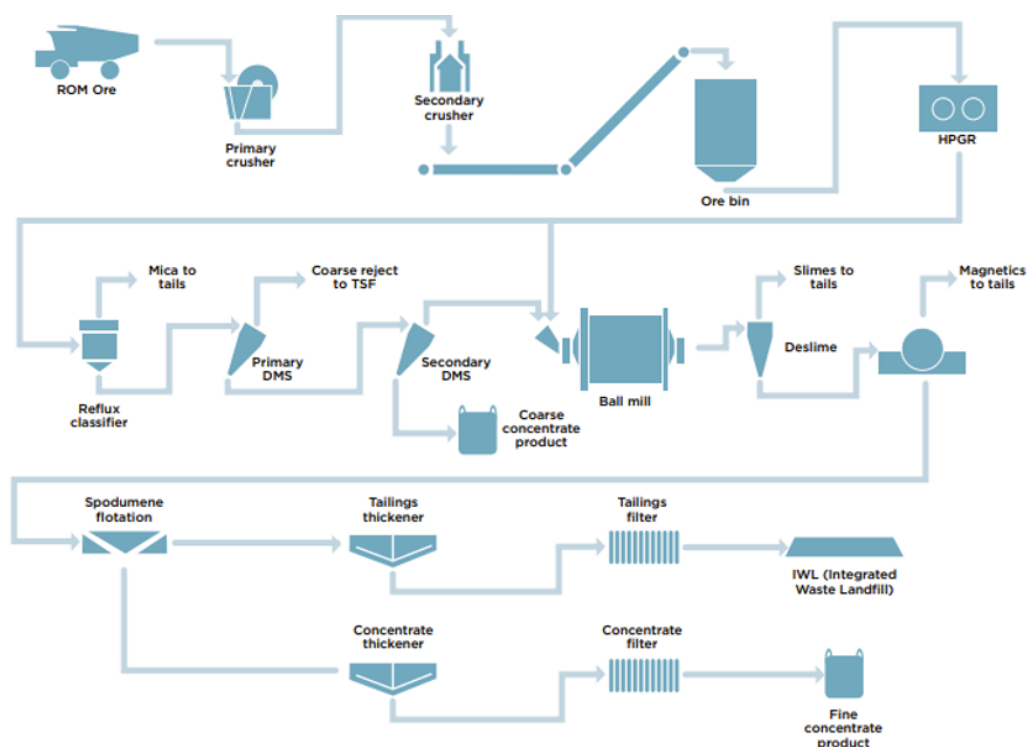 ROM Ore
Primary
crusher
Secondary
crusher
Ore bin
HPGR
Mica to
tails
Coarse reject
to TSF
Slimes to
tails
Magnetics
to tails
Reflux
classifier
Primary
DMS
Secondary
DMS
Coarse
concentrate
product
Ball mill
Deslime
Spodumene
flotation
Tailings
thickener
Tailings
filter
IWL (Integrated
Waste Landfill)
Concentrate
thickener
Concentrate
filter
Fine
concentrate
product